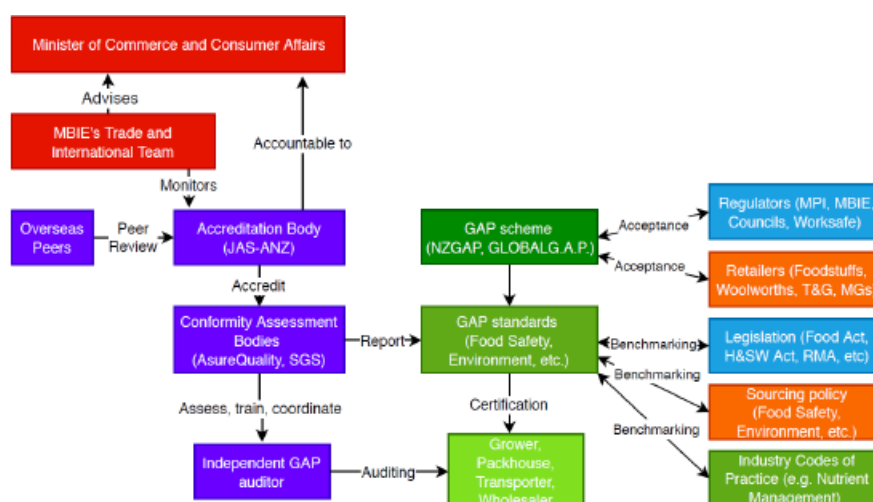 Minister of Commerce and Consumer Affairs
Advises
MBIE's Trade and
International Team
Accountable to
Monitors
Overseas
Peers
Peer
Review
Accreditation Body
(JAS-ANZ)
GAP scheme
(NZGAP, GLOBALG.A.P.)
Acceptance
Regulators (MPI, MBIE,
Councils, Worksafe)
Acceptance
Retailers (Foodstuffs,
Woolworths, T&G, MGs)
Accredit
Conformity Assessment
Bodies
(AsureQuality, SGS)
Report
GAP standards
(Food Safety,
Environment, etc.)
Benchmarking
Legislation (Food Act,
H&SW Act, RMA, etc)
Benchmarking
Sourcing policy
(Food Safety,
Environment, etc.)
Assess, train, coordinate
Certification
Benchmarking
Independent GAP
auditor
Auditing
Grower,
Packhouse,
Transporter,
Wholesaler
Industry Codes of
Practice (e.g. Nutrient
Management)